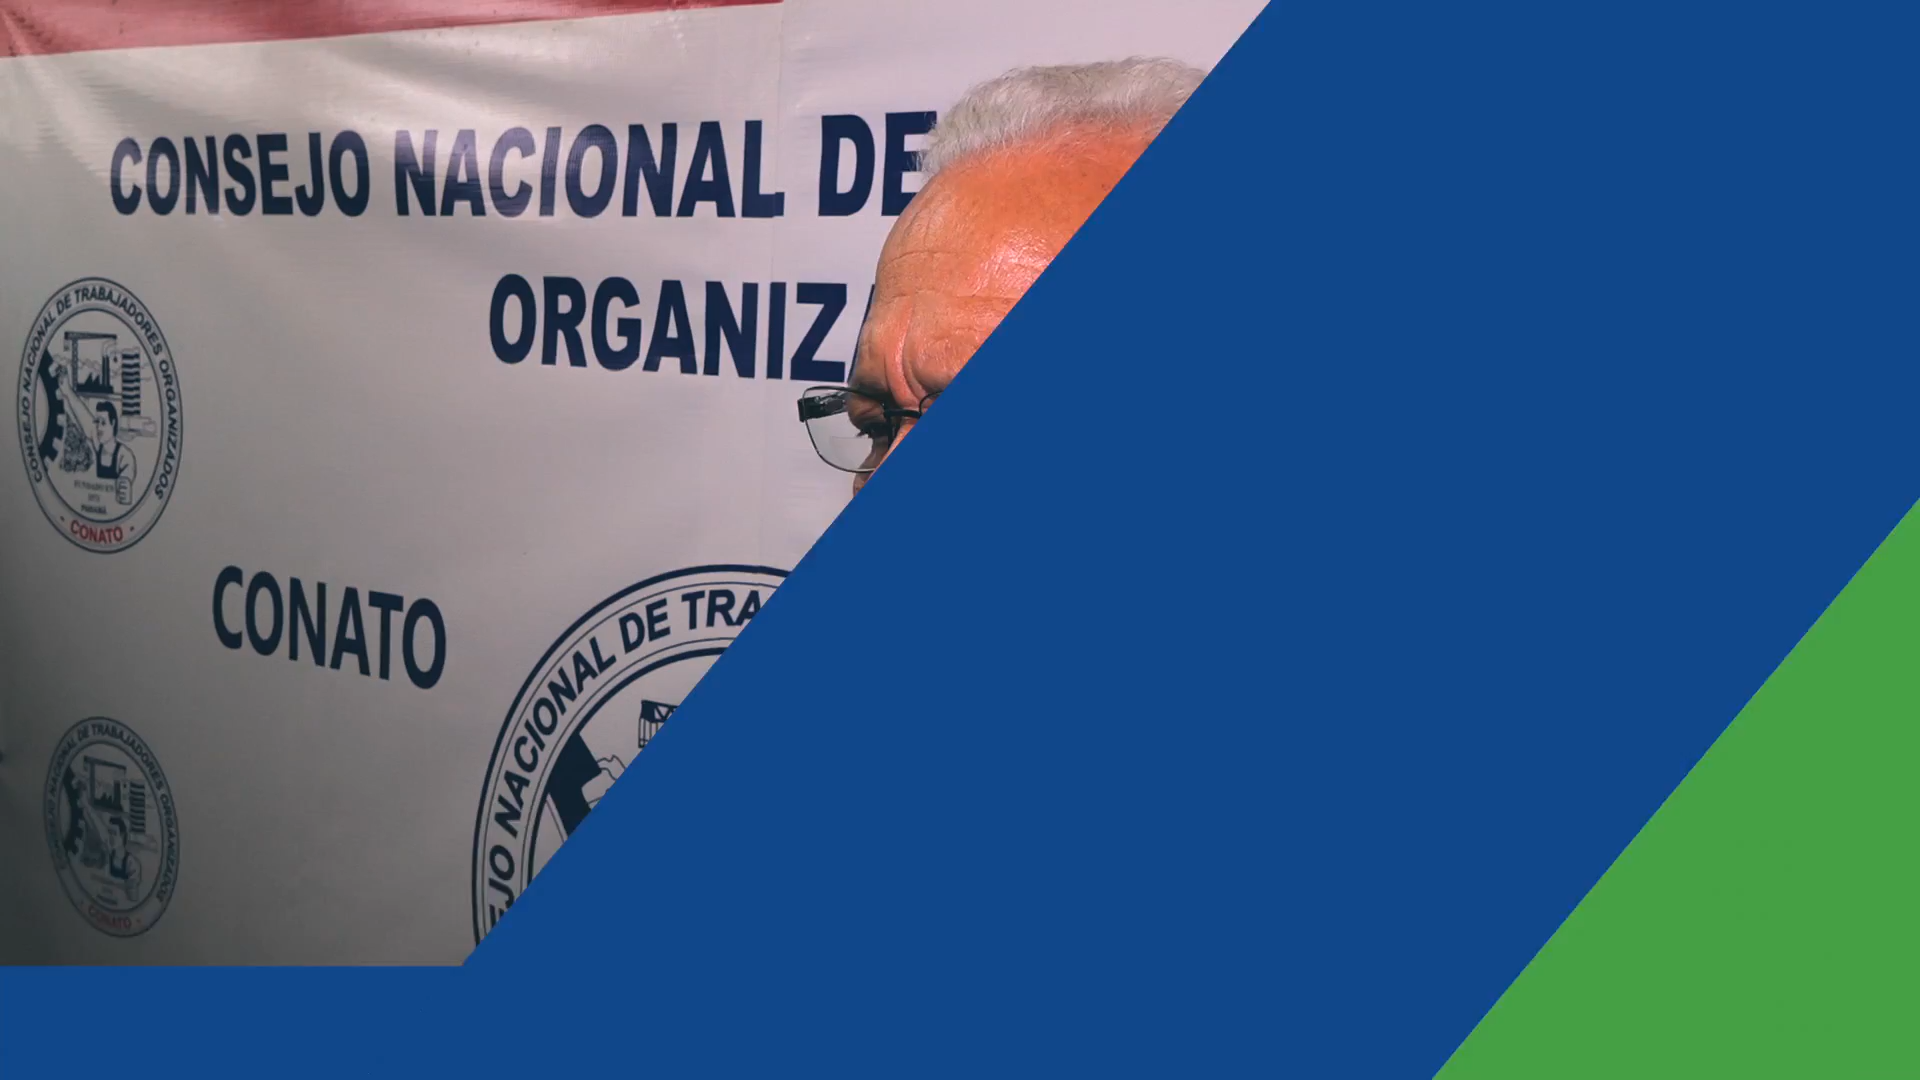 CONSEJO NACIONAL DE
ORGANIZA
CONSEJO NACIONAL DE TRABAJADORES ORGANIZADOS
PANAMÁ
· CONATO ·
CONATO
JO NACIONAL DE TRA
CONSEJO NACIONAL DE TRABAJADORES ORGANIZADOS
· CONATO ·